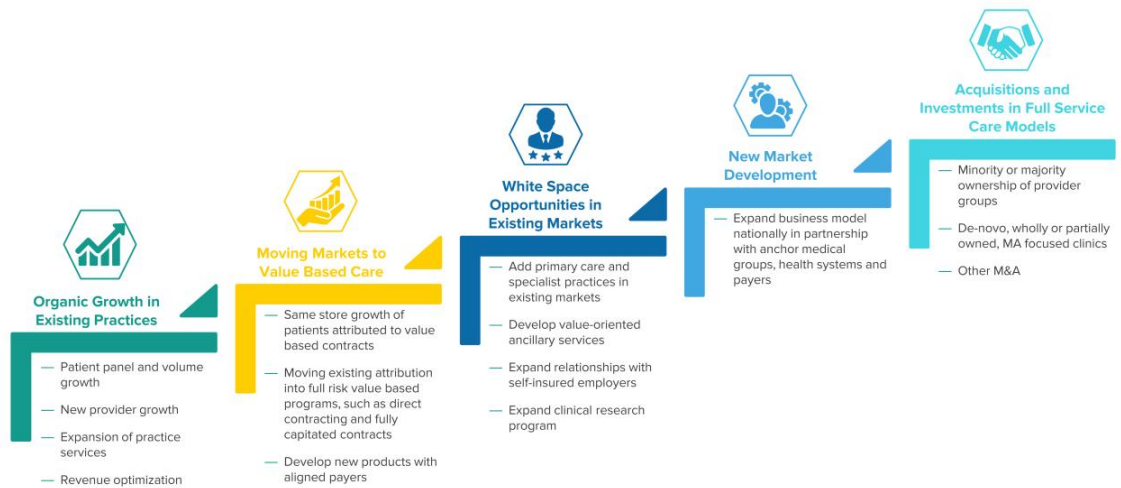 Organic Growth in
Existing Practices
— Patient panel and volume
growth
— New provider growth
— Expansion of practice
services
— Revenue optimization
Moving Markets to
Value Based Care
— Same store growth of
patients attributed to value
based contracts
— Moving existing attribution
into full risk value based
programs, such as direct
contracting and fully
capitated contracts
— Develop new products with
aligned payers
White Space
Opportunities in
Existing Markets
— Add primary care and
specialist practices in
existing markets
— Develop value-oriented
ancillary services
— Expand relationships with
self-insured employers
— Expand clinical research
program
New Market
Development
— Expand business model
nationally in partnership
with anchor medical
groups, health systems and
payers
Acquisitions and
Investments in Full Service
Care Models
— Minority or majority
ownership of provider
groups
— De-novo, wholly or partially
owned, MA focused clinics
— Other M&A